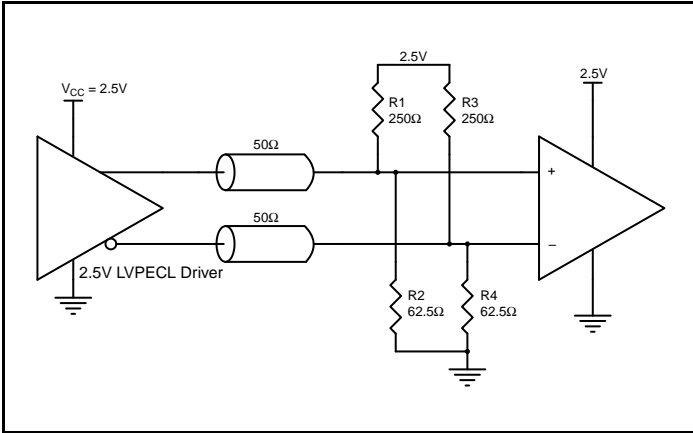 2.5V
V_CC = 2.5V
2.5V
R1
250Ω
R3
250Ω
50Ω
+
50Ω
−
2.5V LVPECL Driver
R2
62.5Ω
R4
62.5Ω